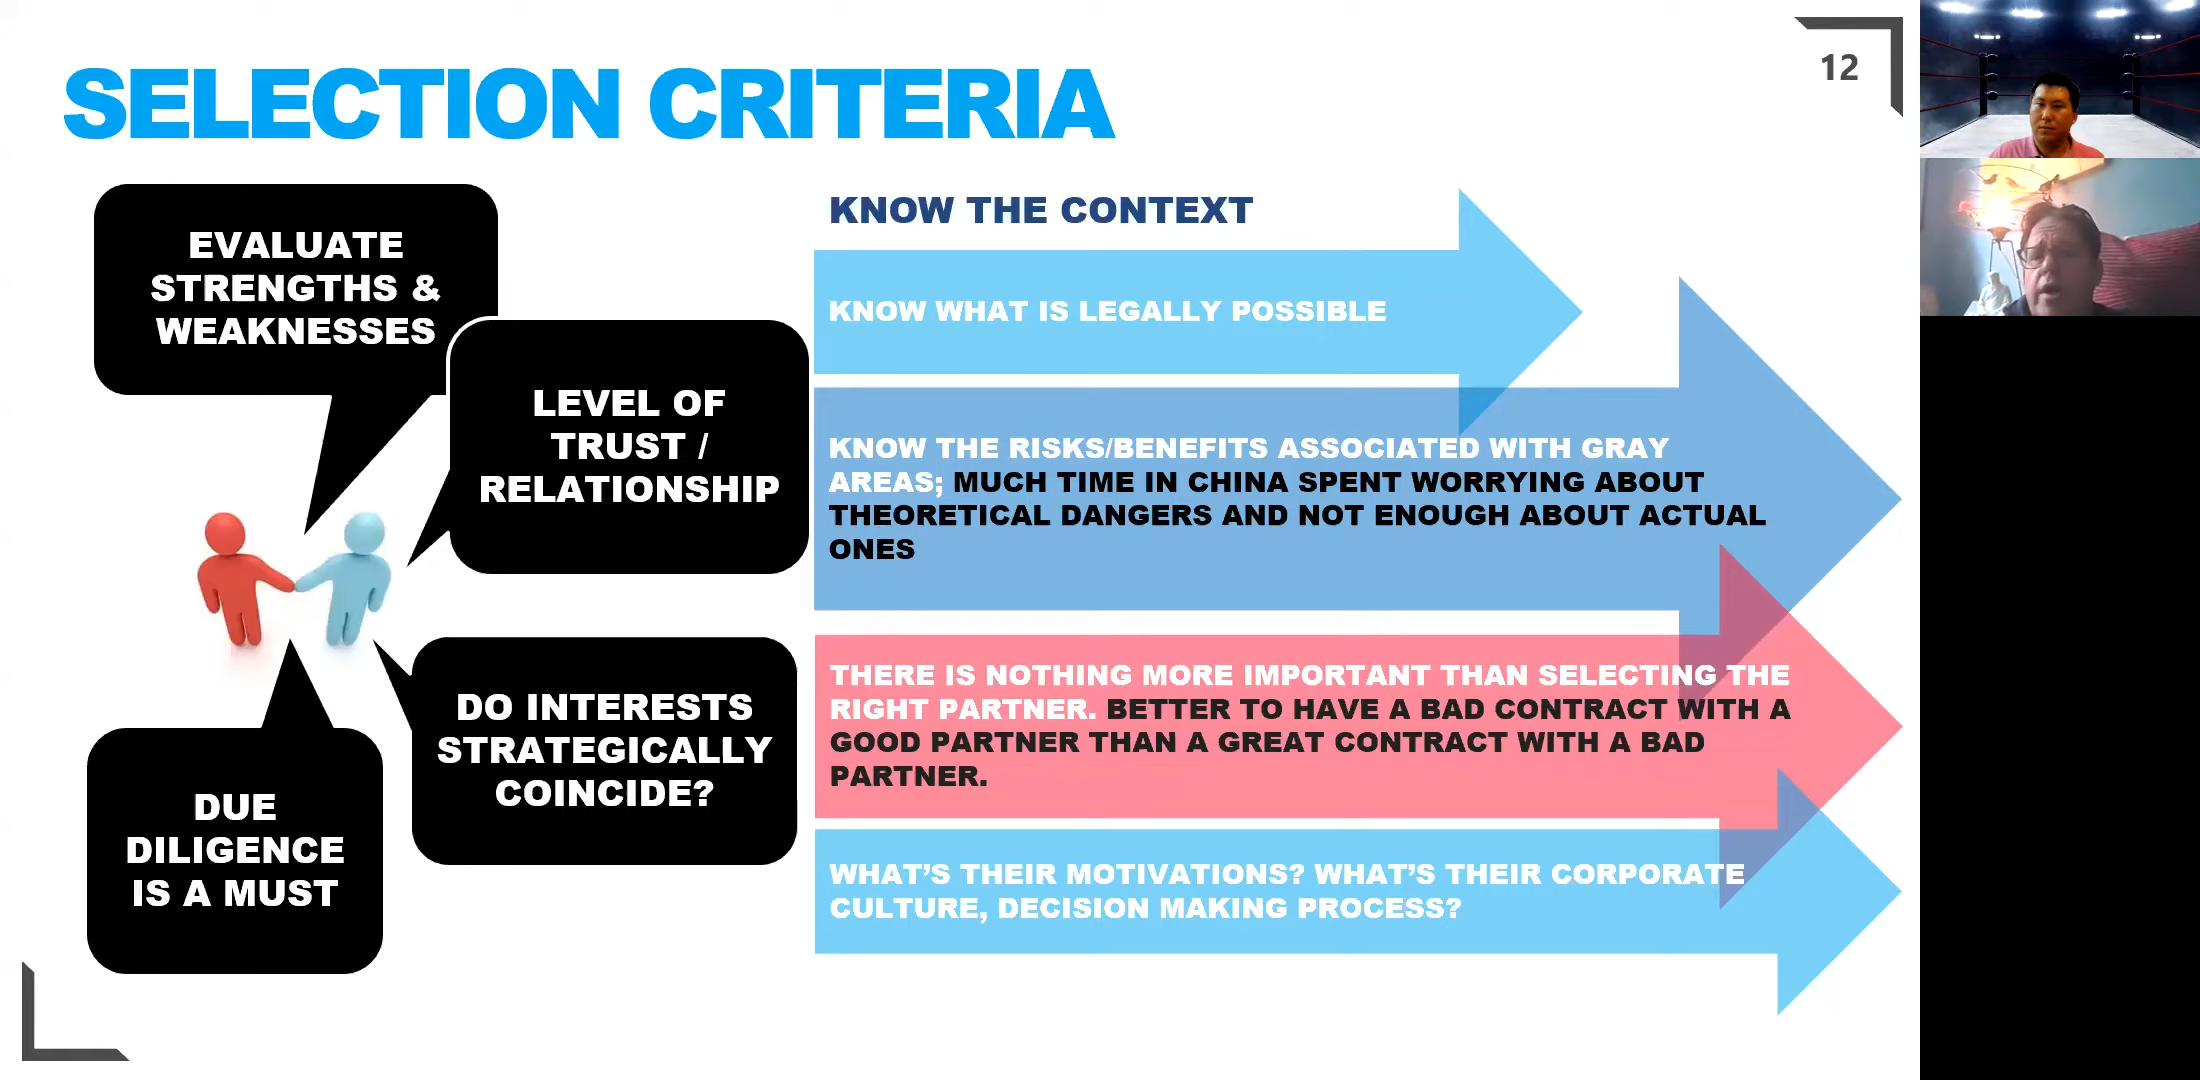 SELECTION CRITERIA
12
EVALUATE
STRENGTHS &
WEAKNESSES
LEVEL OF
TRUST /
RELATIONSHIP
DO INTERESTS
STRATEGICALLY
COINCIDE?
DUE
DILIGENCE
IS A MUST
KNOW THE CONTEXT
KNOW WHAT IS LEGALLY POSSIBLE
KNOW THE RISKS/BENEFITS ASSOCIATED WITH GRAY
AREAS; MUCH TIME IN CHINA SPENT WORRYING ABOUT
THEORETICAL DANGERS AND NOT ENOUGH ABOUT ACTUAL
ONES
THERE IS NOTHING MORE IMPORTANT THAN SELECTING THE
RIGHT PARTNER. BETTER TO HAVE A BAD CONTRACT WITH A
GOOD PARTNER THAN A GREAT CONTRACT WITH A BAD
PARTNER.
WHAT’S THEIR MOTIVATIONS? WHAT’S THEIR CORPORATE
CULTURE, DECISION MAKING PROCESS?